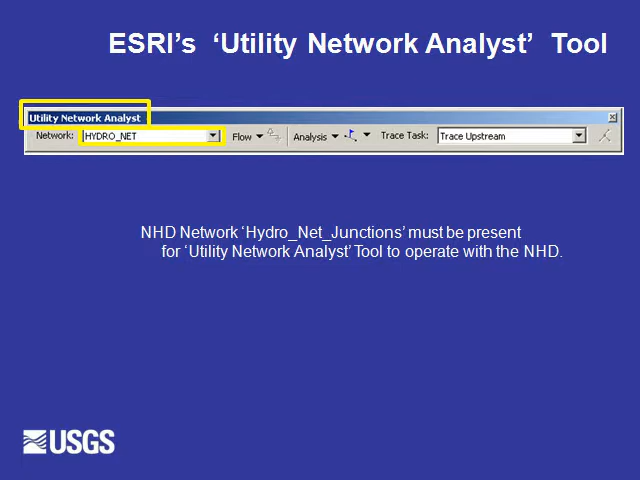 ESRI’s ‘Utility Network Analyst’ Tool
Utility Network Analyst
Network: HYDRO_NET Flow Analysis Trace Task: Trace Upstream
NHD Network ‘Hydro_Net_Junctions’ must be present
for ‘Utility Network Analyst’ Tool to operate with the NHD.
USGS